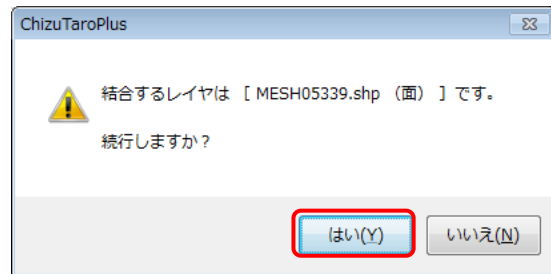 ChizuTaroPlus
結合するレイヤは ［ MESH05339.shp （面） ］ です。
続行しますか？
はい(Y) いいえ(N)